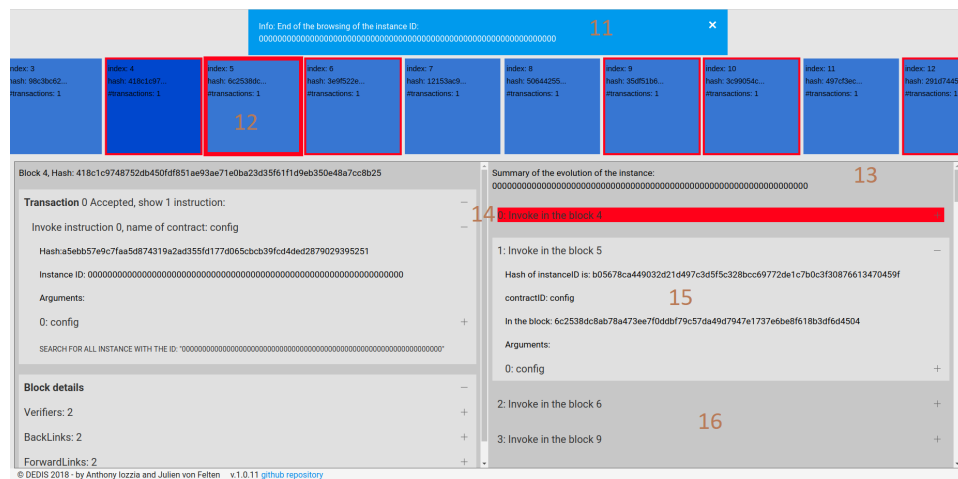 Info: End of the browsing of the instance ID:
11
×
0000000000000000000000000000000000000000000000000000000000000000
index: 3
hash: 98c3bc62...
#transactions: 1
index: 4
hash: 418c1c97...
#transactions: 1
index: 5
hash: 6c2538dc...
#transactions: 1
12
index: 6
hash: 3e9f522e...
#transactions: 1
index: 7
hash: 12153ac9...
#transactions: 1
index: 8
hash: 50644255...
#transactions: 1
index: 9
hash: 35df51b6...
#transactions: 1
index: 10
hash: 3c99054c...
#transactions: 1
index: 11
hash: 497cf3ec...
#transactions: 1
index: 12
hash: 291d7445
#transactions: 1
Block 4, Hash: 418c1c9748752db450fdf851ae93ae71e0ba23d35f61f1d9eb350e48a7cc8b25
Transaction 0 Accepted, show 1 instruction:
Invoke instruction 0, name of contract: config
Hash:a5ebb57e9c7faa5d874319a2ad355fd177d065cbcb39fcd4ded2879029395251
Instance ID: 0000000000000000000000000000000000000000000000000000000000000000
Arguments:
0: config
SEARCH FOR ALL INSTANCE WITH THE ID: "0000000000000000000000000000000000000000000000000000000000000000"
Block details
Verifiers: 2
BackLinks: 2
ForwardLinks: 2
Summary of the evolution of the instance:
13
0000000000000000000000000000000000000000000000000000000000000000
14
0: Invoke in the block 4
1: Invoke in the block 5
Hash of instanceID is: b05678ca449032d21d497c3d5f5c328bcc69772de1c7b0c3f30876613470459f
contractID: config
15
In the block: 6c2538dc8ab78a473ee7f0ddbf79c57da49d7947e1737e6be8f618b3df6d4504
Arguments:
0: config
2: Invoke in the block 6
16
3: Invoke in the block 9
© DEDIS 2018 - by Anthony Iozzia and Julien von Felten v.1.0.11 github repository